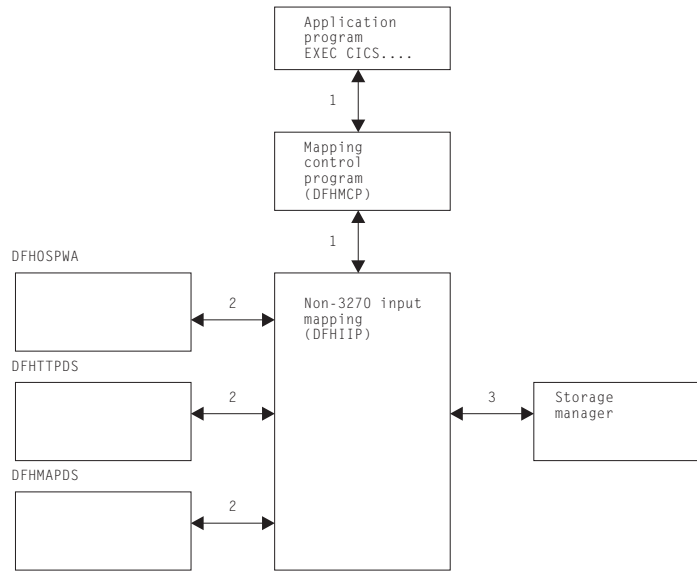 Application
program
EXEC CICS....
1
Mapping
control
program
(DFHMCP)
1
DFHOSPWA
2
Non-3270 input
mapping
(DFHIIP)
DFHTTPDS
2
3
Storage
manager
DFHMAPDS
2